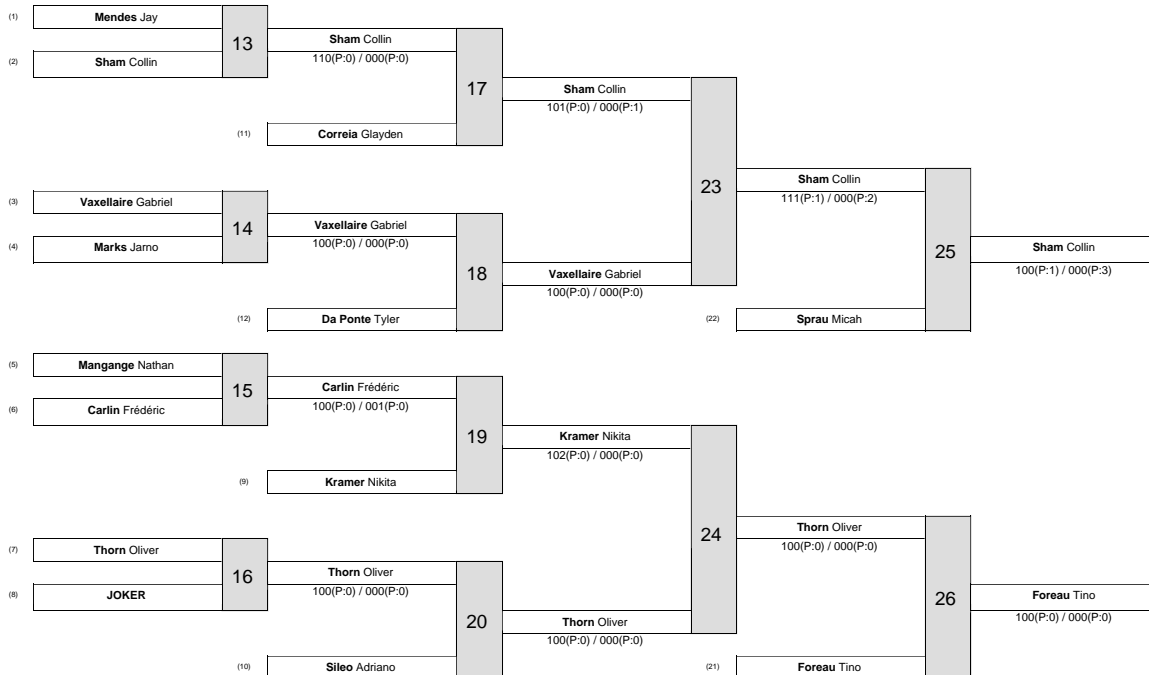 (1) Mendes Jay
13
Sham Collin
110(P:0) / 000(P:0)
(2) Sham Collin
17
Sham Collin
101(P:0) / 000(P:1)
(11) Correia Glayden
23
Sham Collin
111(P:1) / 000(P:2)
(3) Vaxellaire Gabriel
14
Vaxellaire Gabriel
100(P:0) / 000(P:0)
(4) Marks Jarno
18
Vaxellaire Gabriel
100(P:0) / 000(P:0)
(12) Da Ponte Tyler
25
Sham Collin
100(P:1) / 000(P:3)
(22) Sprau Micah
(5) Mangange Nathan
15
Carlin Frédéric
100(P:0) / 001(P:0)
(6) Carlin Frédéric
19
Kramer Nikita
102(P:0) / 000(P:0)
(9) Kramer Nikita
24
Thorn Oliver
100(P:0) / 000(P:0)
(7) Thorn Oliver
16
Thorn Oliver
100(P:0) / 000(P:0)
(8) JOKER
20
Thorn Oliver
100(P:0) / 000(P:0)
(10) Sileo Adriano
26
Foreau Tino
100(P:0) / 000(P:0)
(21) Foreau Tino